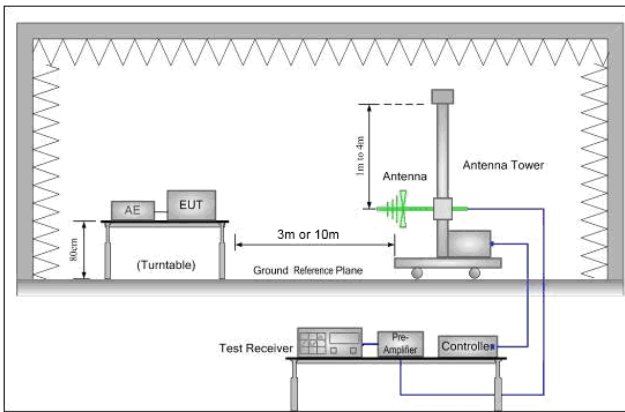 1m to 4m
Antenna
Antenna Tower
AE
EUT
80cm
(Turntable)
3m or 10m
Ground Reference Plane
Test Receiver
Pre-
Amplifier
Controller